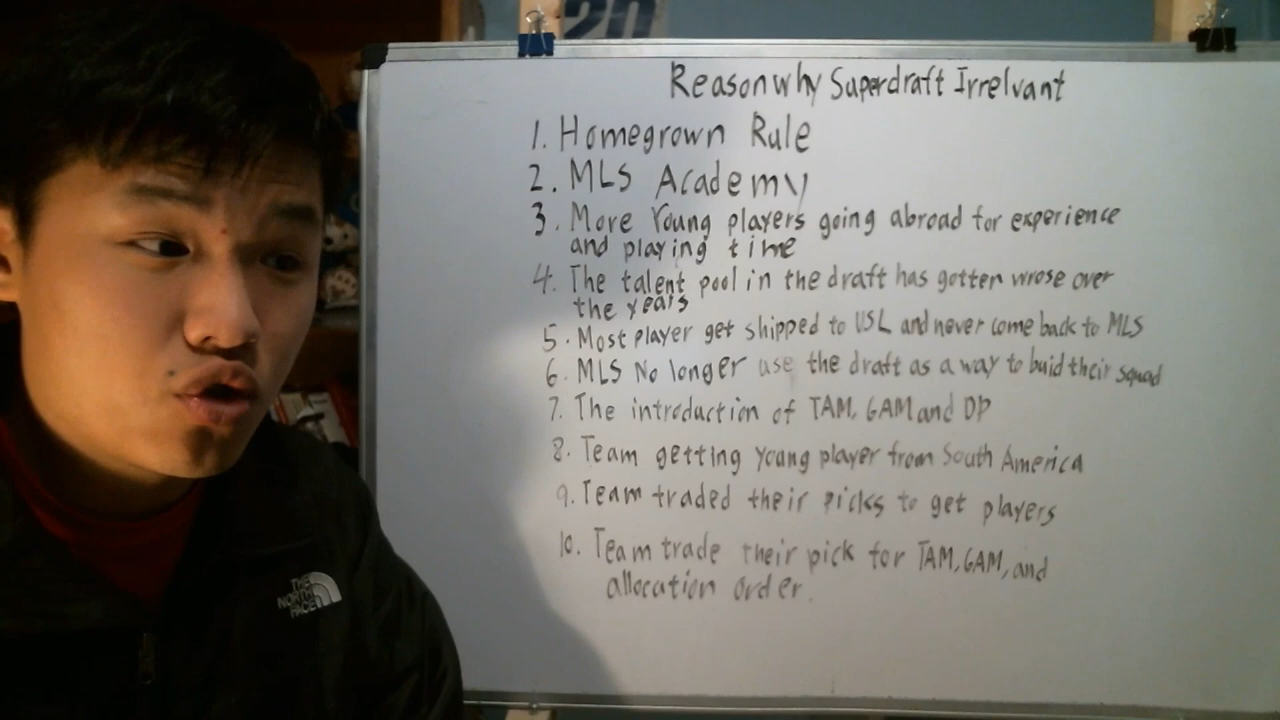 20
Reason why Superdraft Irrelvant
1. Homegrown Rule
2. MLS Academy
3. More Young players going abroad for experience
and playing time
4. The talent pool in the draft has gotten wrose over
the years
5. Most player get shipped to USL and never come back to MLS
6. MLS No longer use the draft as a way to buid their squad
7. The introduction of TAM, GAM and DP
8. Team getting young player from South America
9. Team traded their picks to get players
10. Team trade their pick for TAM, GAM, and
allocation order.
THE
NORTH
FACE